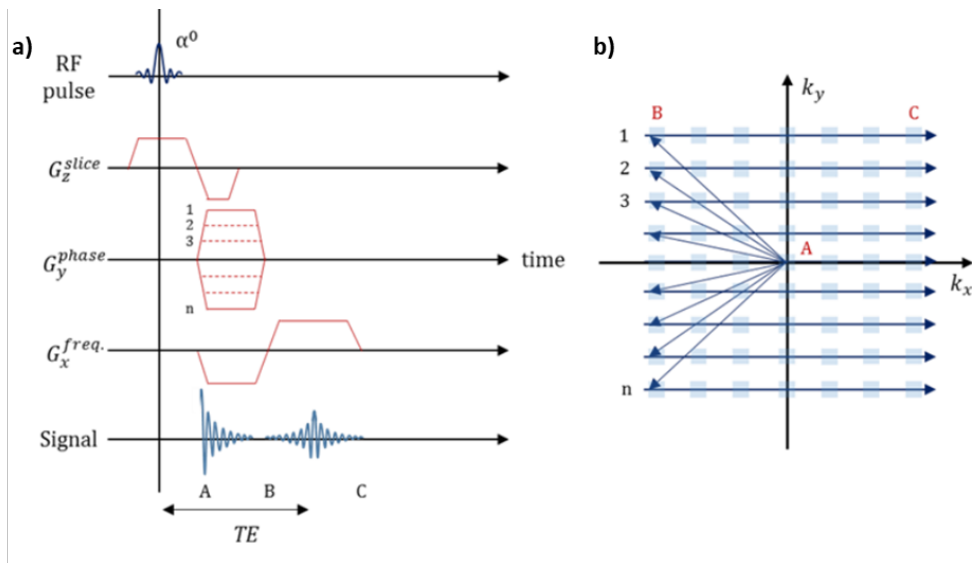 a)
RF
pulse
α⁰
G_z^{slice}
1
2
3
G_y^{phase}
n
time
G_x^{freq.}
Signal
A
B
C
TE
b)
k_y
B
C
1
2
3
A
k_x
n